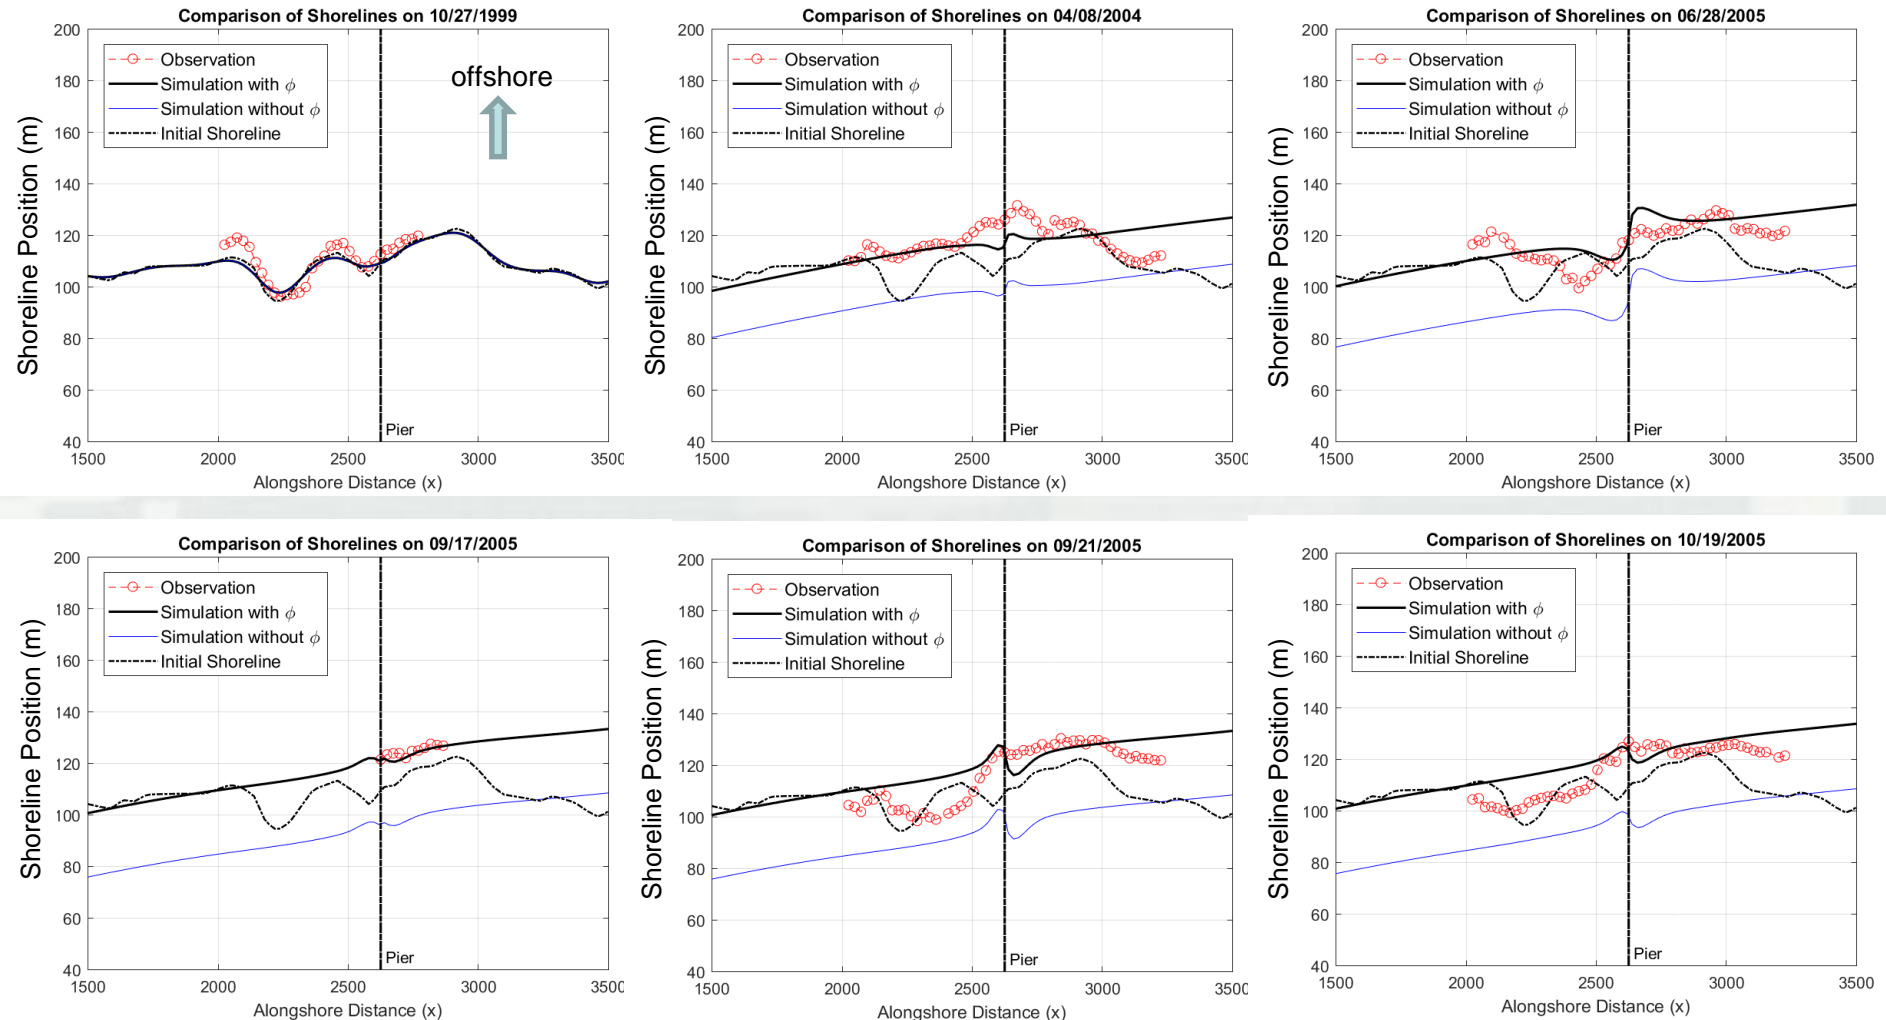 Comparison of Shorelines on 10/27/1999
Shoreline Position (m)
200
180
160
140
120
100
80
60
40
Observation
Simulation with ϕ
Simulation without ϕ
Initial Shoreline
offshore
Pier
1500
2000
2500
3000
3500
Alongshore Distance (x)
Comparison of Shorelines on 04/08/2004
Shoreline Position (m)
200
180
160
140
120
100
80
60
40
Observation
Simulation with ϕ
Simulation without ϕ
Initial Shoreline
Pier
1500
2000
2500
3000
3500
Alongshore Distance (x)
Comparison of Shorelines on 06/28/2005
Shoreline Position (m)
200
180
160
140
120
100
80
60
40
Observation
Simulation with ϕ
Simulation without ϕ
Initial Shoreline
Pier
1500
2000
2500
3000
3500
Alongshore Distance (x)
Comparison of Shorelines on 09/17/2005
Shoreline Position (m)
200
180
160
140
120
100
80
60
40
Observation
Simulation with ϕ
Simulation without ϕ
Initial Shoreline
Pier
1500
2000
2500
3000
3500
Alongshore Distance (x)
Comparison of Shorelines on 09/21/2005
Shoreline Position (m)
200
180
160
140
120
100
80
60
40
Observation
Simulation with ϕ
Simulation without ϕ
Initial Shoreline
Pier
1500
2000
2500
3000
3500
Alongshore Distance (x)
Comparison of Shorelines on 10/19/2005
Shoreline Position (m)
200
180
160
140
120
100
80
60
40
Observation
Simulation with ϕ
Simulation without ϕ
Initial Shoreline
Pier
1500
2000
2500
3000
3500
Alongshore Distance (x)